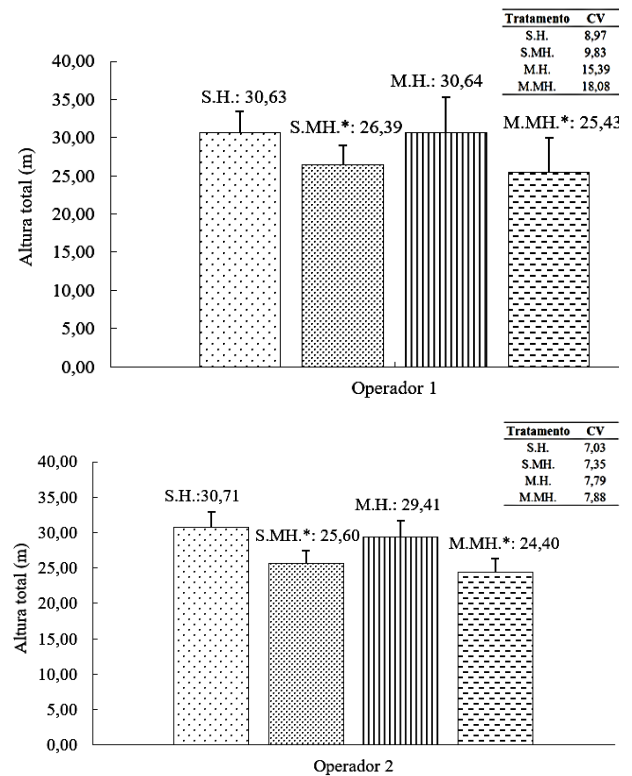 Tratamento CV
S.H. 8,97
S.MH. 9,83
M.H. 15,39
M.MH. 18,08
40,00
35,00
30,00
25,00
20,00
15,00
10,00
5,00
0,00
Altura total (m)
S.H.: 30,63
S.MH.*: 26,39
M.H.: 30,64
M.MH.*: 25,43
Operador 1
Tratamento CV
S.H. 7,03
S.MH. 7,35
M.H. 7,79
M.MH. 7,88
40,00
35,00
30,00
25,00
20,00
15,00
10,00
5,00
0,00
Altura total (m)
S.H.:30,71
S.MH.*: 25,60
M.H.: 29,41
M.MH.*: 24,40
Operador 2